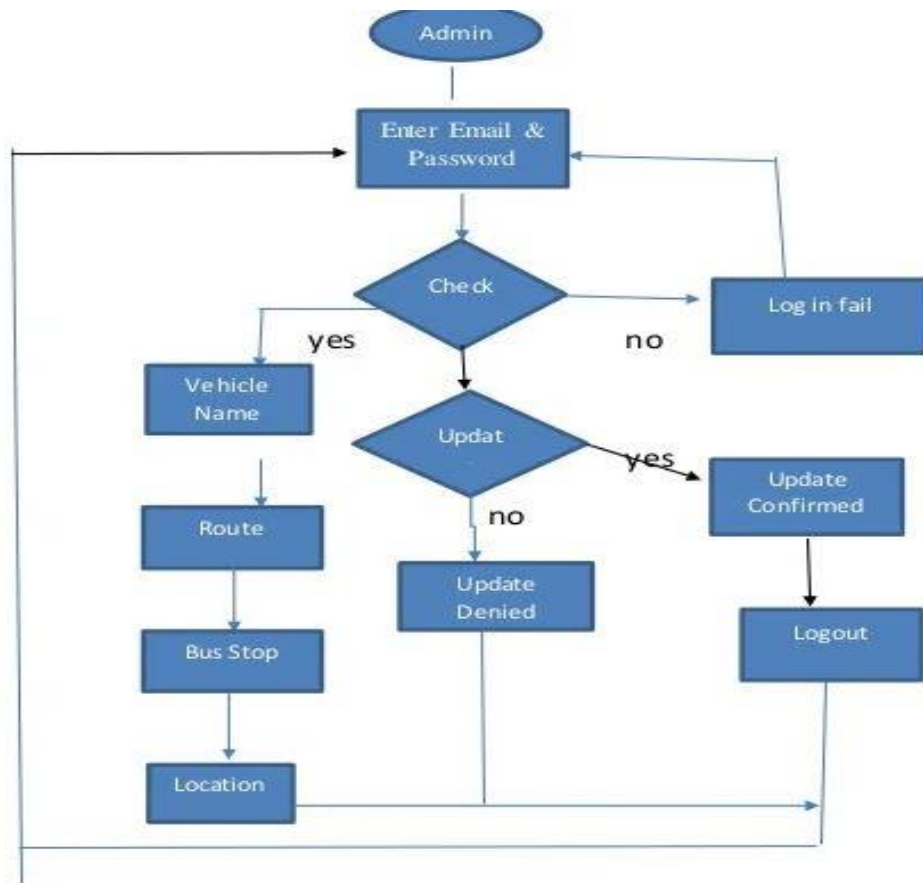 Admin
Enter Email &
Password
Check
Log in fail
yes
no
Vehicle
Name
Updat
yes
Update
Confirmed
Route
no
Update
Denied
Logout
Bus Stop
Location